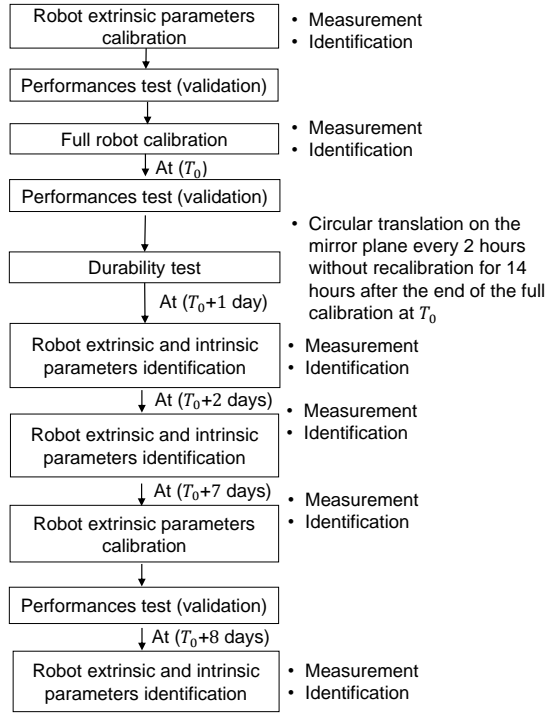 Robot extrinsic parameters
calibration
• Measurement
• Identification
Performances test (validation)
Full robot calibration
• Measurement
• Identification
At (T₀)
Performances test (validation)
Durability test
• Circular translation on the
mirror plane every 2 hours
without recalibration for 14
hours after the end of the full
calibration at T₀
At (T₀+1 day)
Robot extrinsic and intrinsic
parameters identification
• Measurement
• Identification
At (T₀+2 days)
Robot extrinsic and intrinsic
parameters identification
• Measurement
• Identification
At (T₀+7 days)
Robot extrinsic parameters
calibration
• Measurement
• Identification
Performances test (validation)
At (T₀+8 days)
Robot extrinsic and intrinsic
parameters identification
• Measurement
• Identification